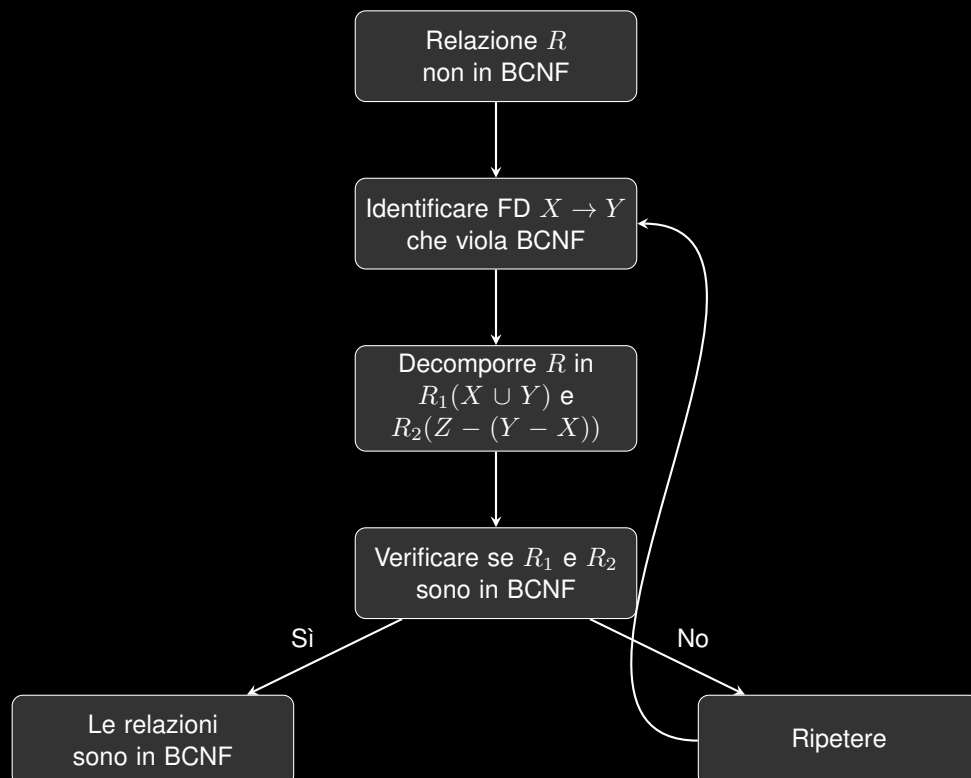 Relazione R
non in BCNF
Identificare FD X → Y
che viola BCNF
Decomporre R in
R₁(X ∪ Y) e
R₂(Z − (Y − X))
Verificare se R₁ e R₂
sono in BCNF
Sì
No
Le relazioni
sono in BCNF
Ripetere